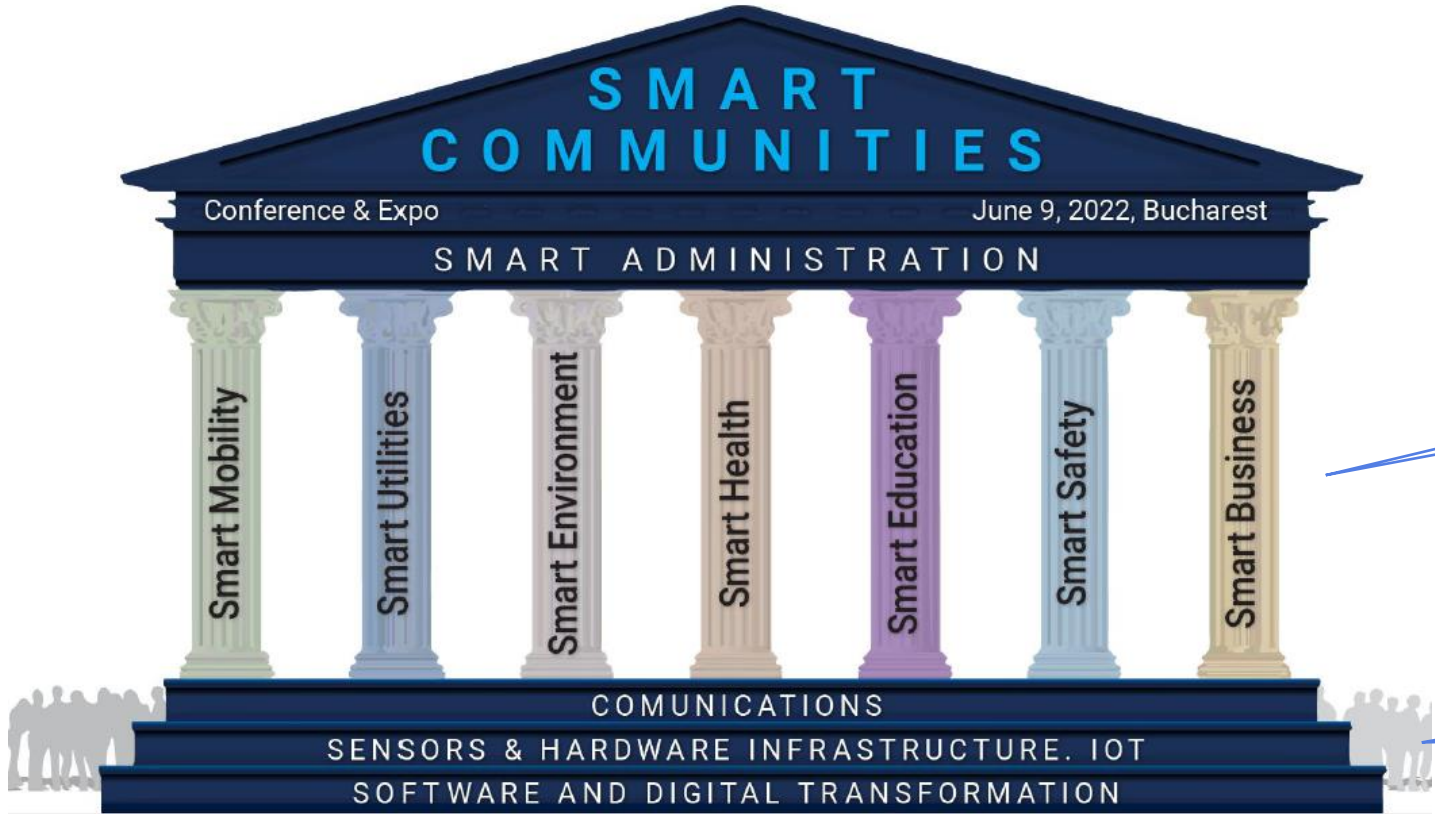 SMART
COMMUNITIES
Conference & Expo
June 9, 2022, Bucharest
SMART ADMINISTRATION
Smart Mobility
Smart Utilities
Smart Environment
Smart Health
Smart Education
Smart Safety
Smart Business
COMUNICATIONS
SENSORS & HARDWARE INFRASTRUCTURE. IOT
SOFTWARE AND DIGITAL TRANSFORMATION